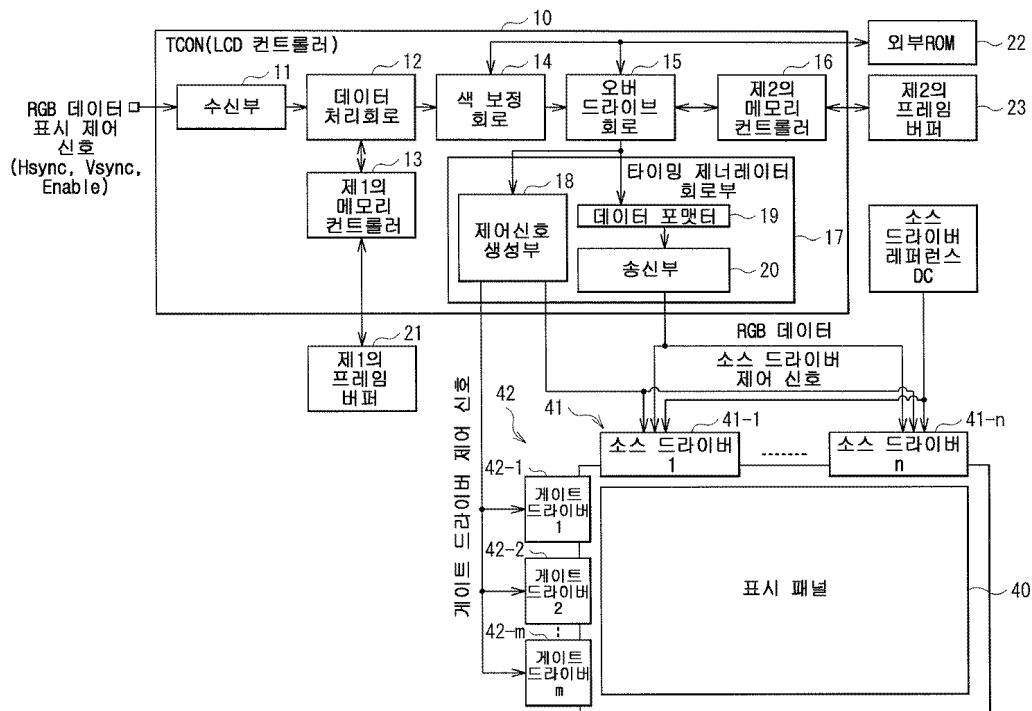 10
TCON(LCD 컨트롤러)
외부ROM
22
11
12
14
15
16
RGB 데이터
표시 제어
신호
(Hsync, Vsync,
Enable)
수신부
데이터
처리회로
색 보정
회로
오버
드라이브
회로
제2의
메모리
컨트롤러
제2의
프레임
버퍼
23
13
제1의
메모리
컨트롤러
18
타이밍 제너레이터
회로부
제어신호
생성부
데이터 포맷터
19
17
송신부
20
소스
드라이버
레퍼런스
DC
21
제1의
프레임
버퍼
RGB 데이터
소스 드라이버
제어 신호
게이트 드라이버 제어 신호
42
41
41-1
41-n
소스 드라이버
1
소스 드라이버
n
42-1
게이트
드라이버
1
42-2
게이트
드라이버
2
42-m
게이트
드라이버
m
표시 패널
40